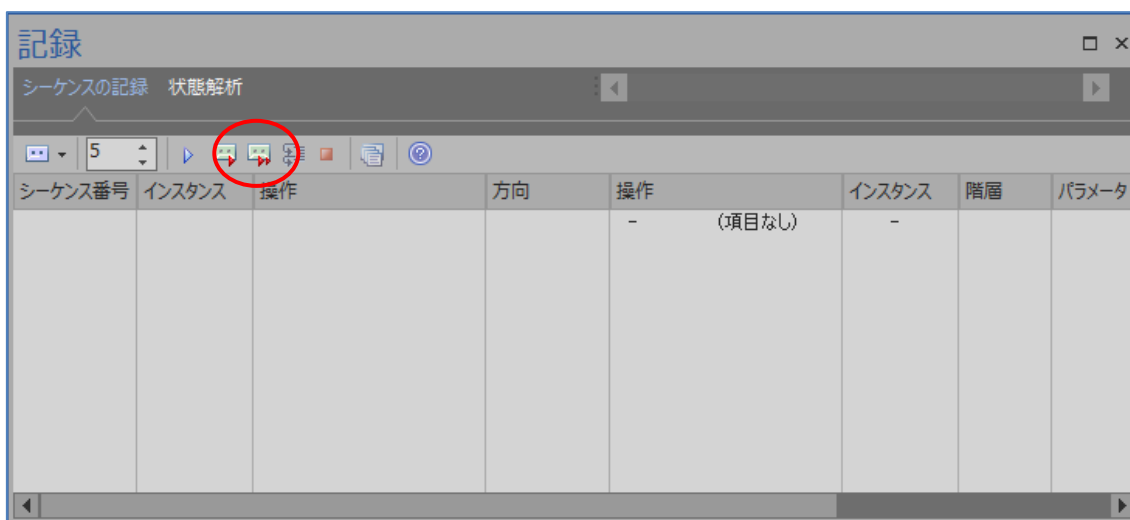 記録
シーケンスの記録 状態解析
5
シーケンス番号 インスタンス 操作 方向 操作 インスタンス 階層 パラメータ
- (項目なし) -